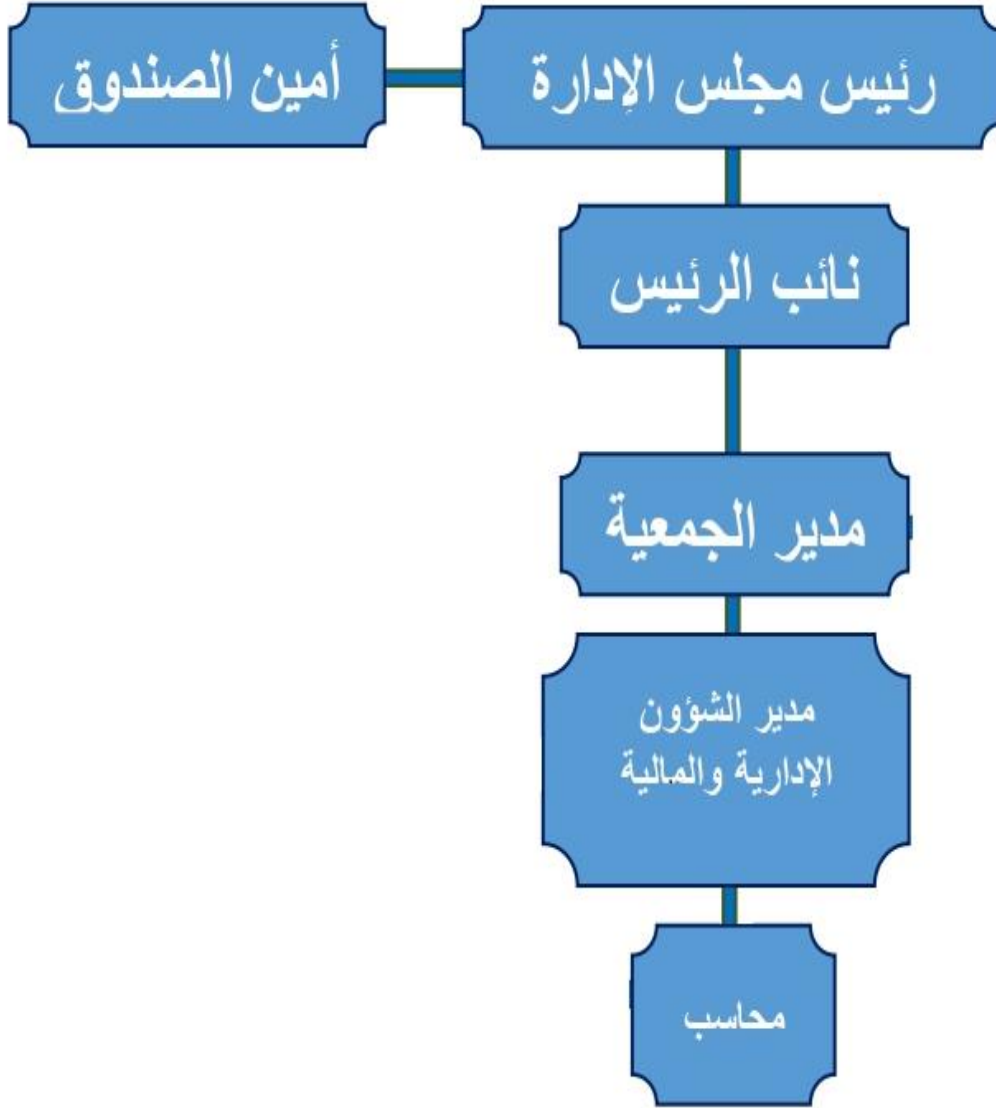 رئيس مجلس الإدارة
أمين الصندوق
نائب الرئيس
مدير الجمعية
مدير الشؤون
الإدارية والمالية
محاسب